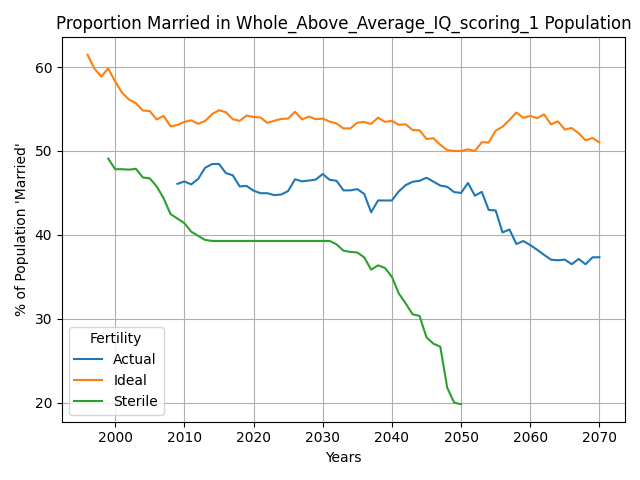 Proportion Married in Whole_Above_Average_IQ_scoring_1 Population
% of Population 'Married'
60
50
40
30
20
Fertility
Actual
Ideal
Sterile
2000 2010 2020 2030 2040 2050 2060 2070
Years